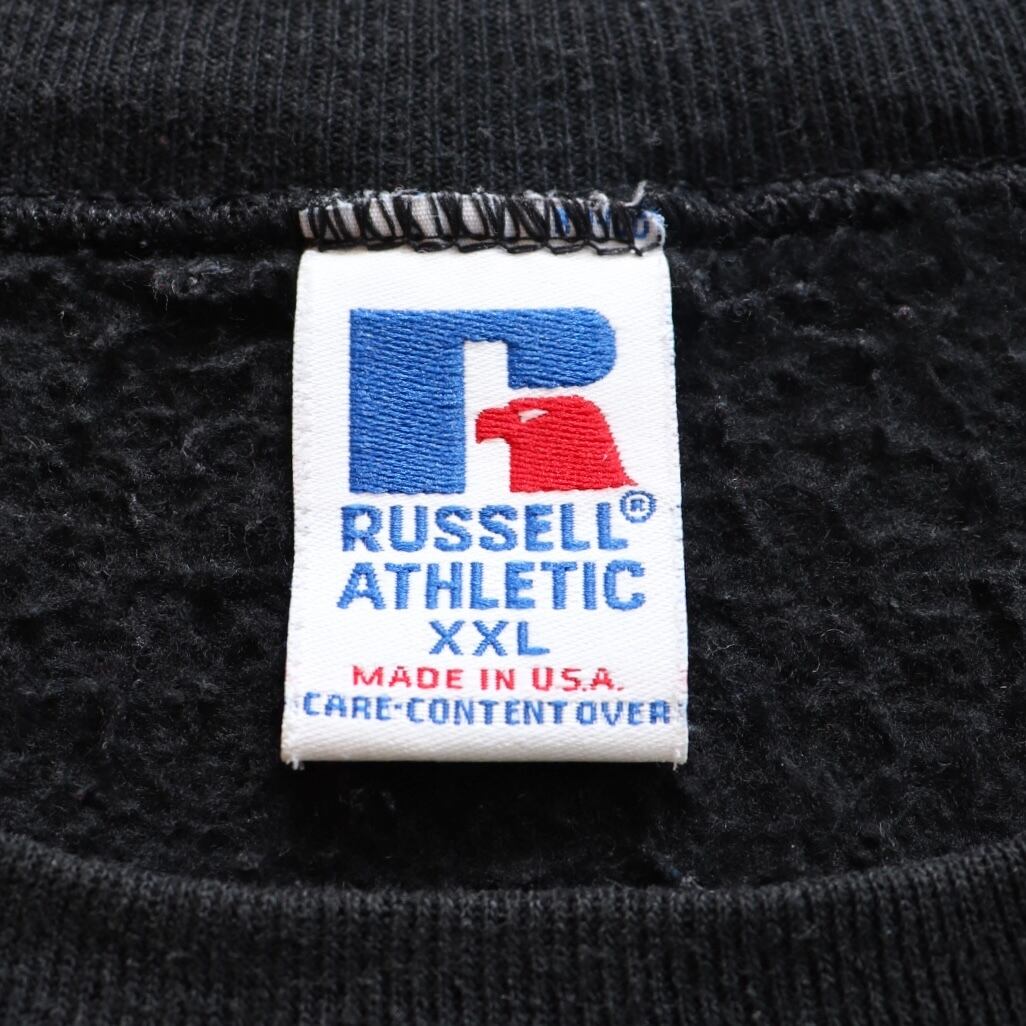 RUSSELL®
ATHLETIC
XXL
MADE IN U.S.A.
CARE-CONTENT OVER